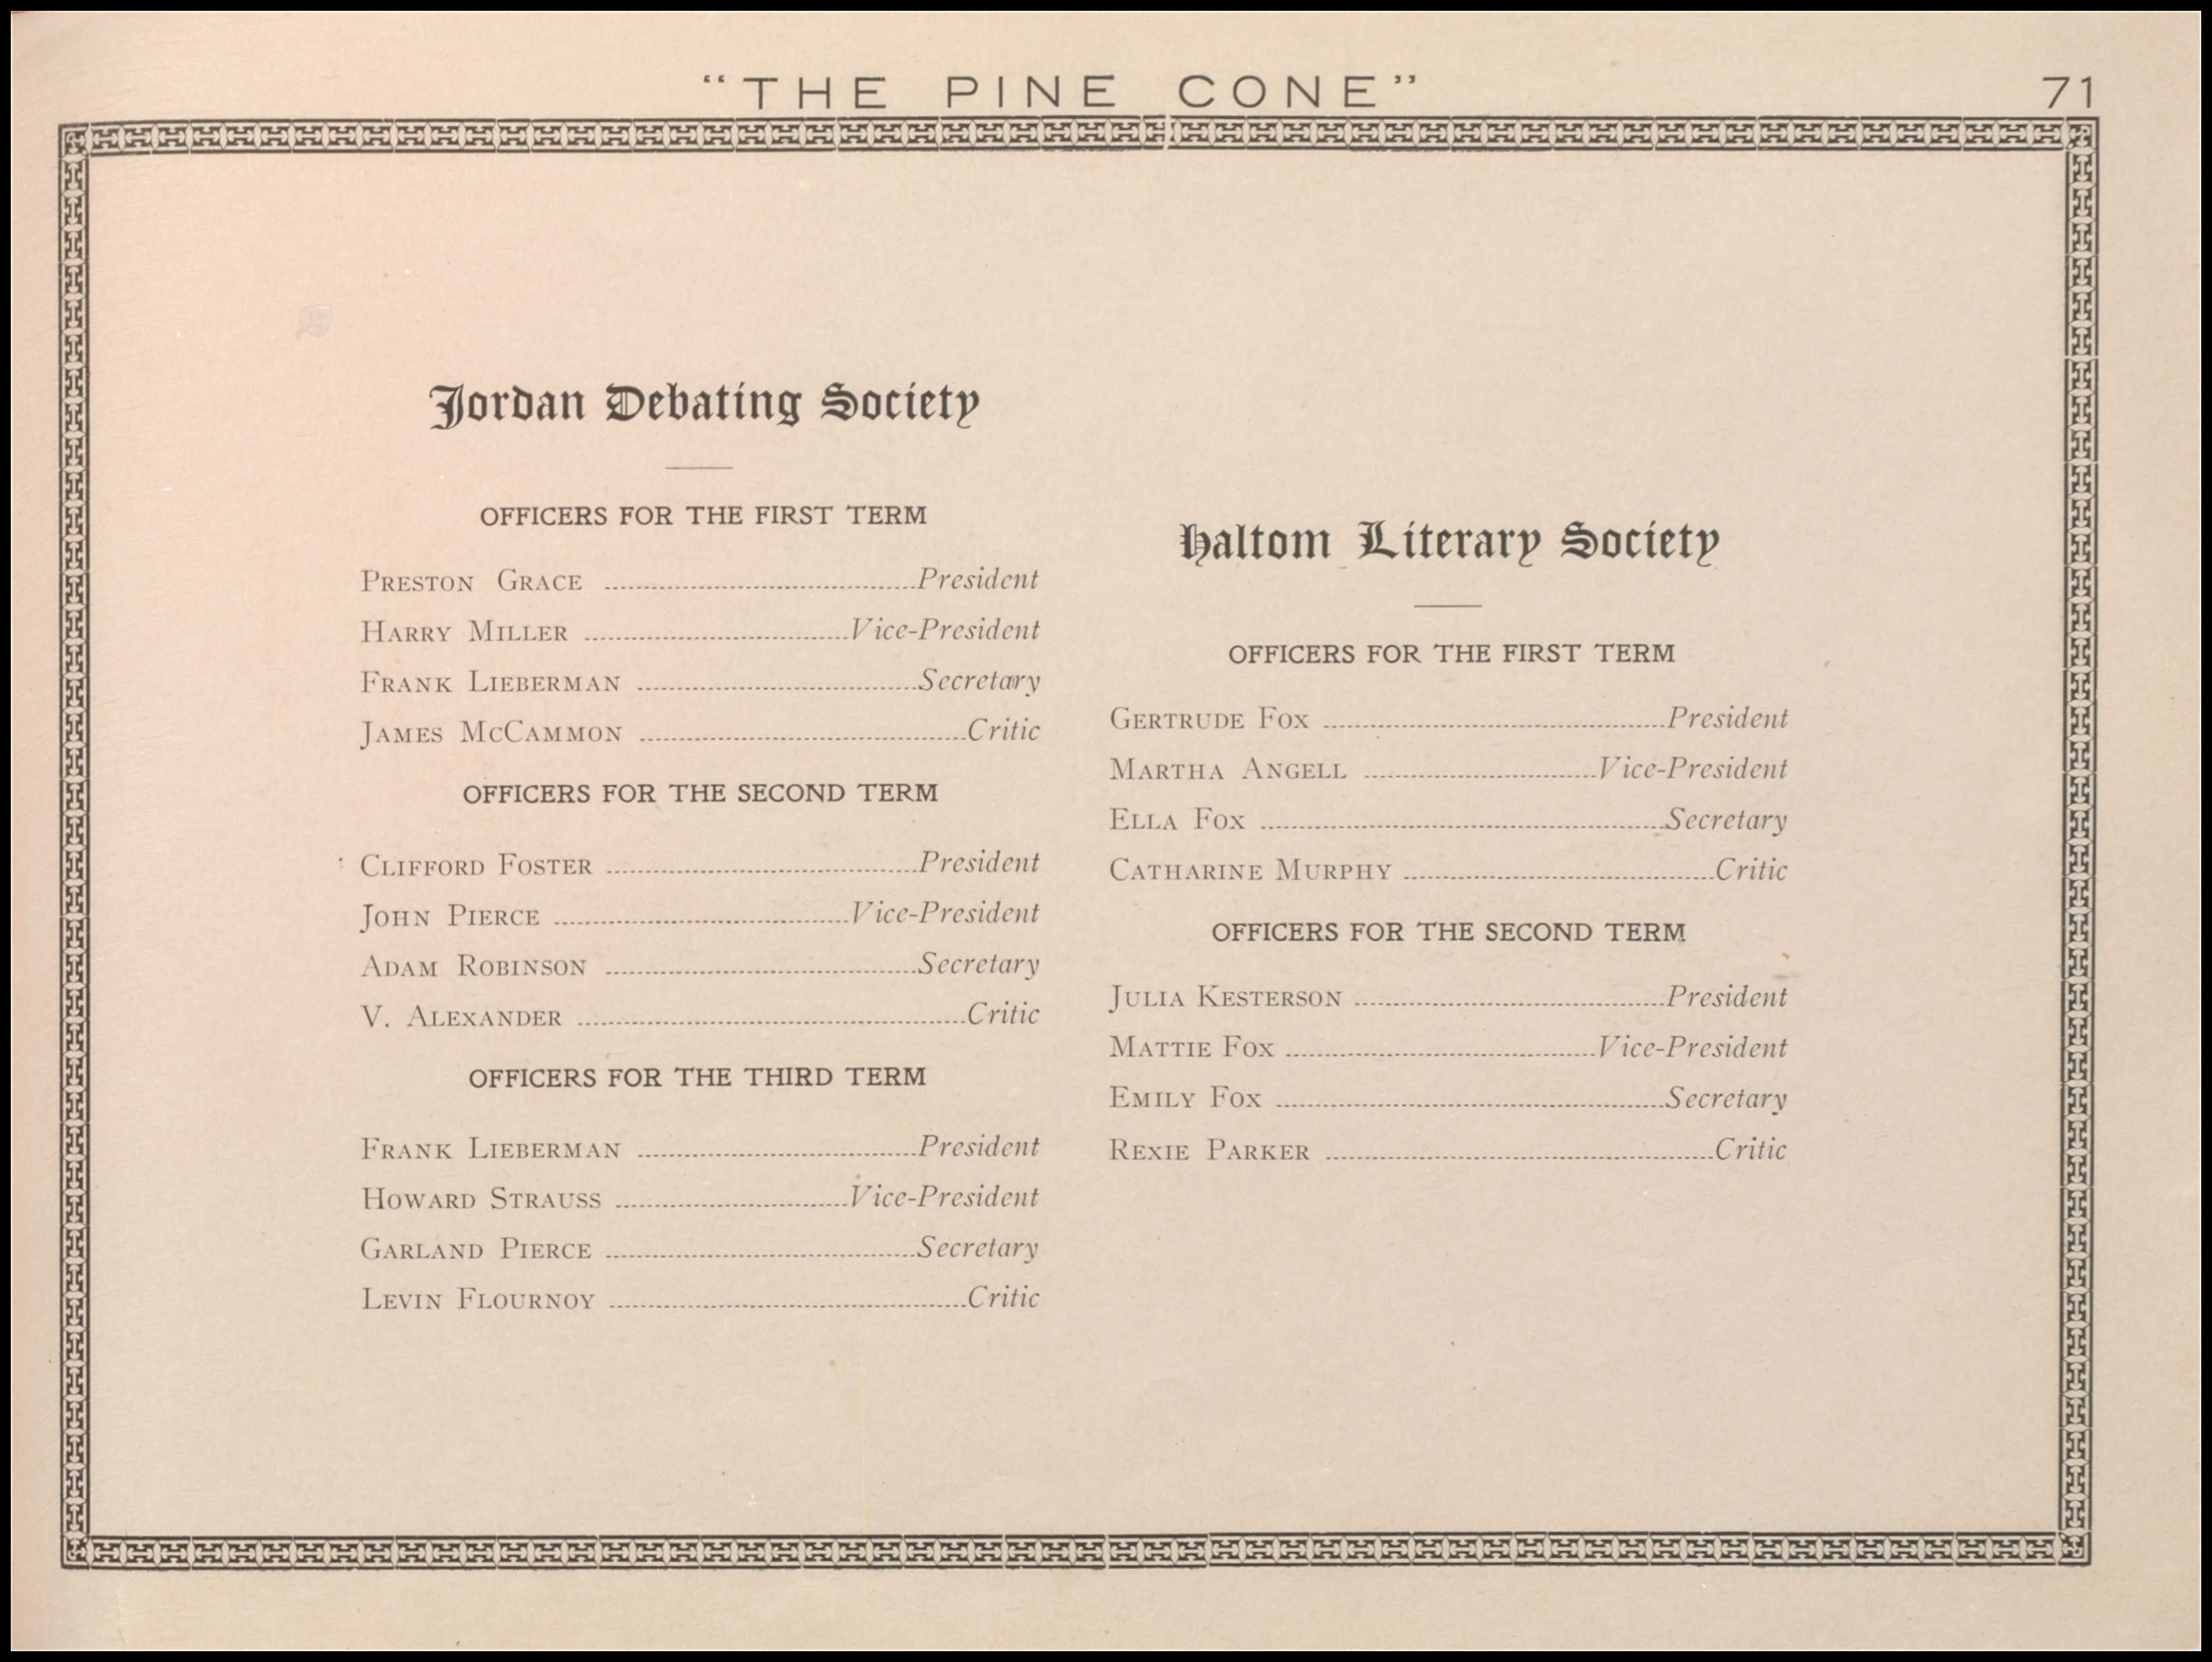 "THE PINE CONE"
71
Jordan Debating Society
OFFICERS FOR THE FIRST TERM
PRESTON GRACE ........ President
HARRY MILLER ........ Vice-President
FRANK LIEBERMAN ........ Secretary
JAMES MCCAMMON ........ Critic
OFFICERS FOR THE SECOND TERM
CLIFFORD FOSTER ........ President
JOHN PIERCE ........ Vice-President
ADAM ROBINSON ........ Secretary
V. ALEXANDER ........ Critic
OFFICERS FOR THE THIRD TERM
FRANK LIEBERMAN ........ President
HOWARD STRAUSS ........ Vice-President
GARLAND PIERCE ........ Secretary
LEVIN FLOURNOY ........ Critic
Haltom Literary Society
OFFICERS FOR THE FIRST TERM
GERTRUDE FOX ........ President
MARTHA ANGELL ........ Vice-President
ELLA FOX ........ Secretary
CATHARINE MURPHY ........ Critic
OFFICERS FOR THE SECOND TERM
JULIA KESTERSON ........ President
MATTIE FOX ........ Vice-President
EMILY FOX ........ Secretary
REXIE PARKER ........ Critic